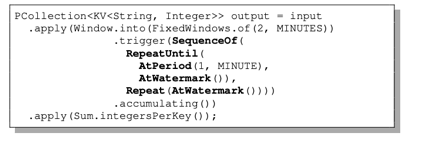 PCollection<KV<String, Integer>> output = input
.apply(Window.into(FixedWindows.of(2, MINUTES))
.trigger(SequenceOf(
RepeatUntil(
AtPeriod(1, MINUTE),
AtWatermark()),
Repeat(AtWatermark())))
.accumulating())
.apply(Sum.integersPerKey());